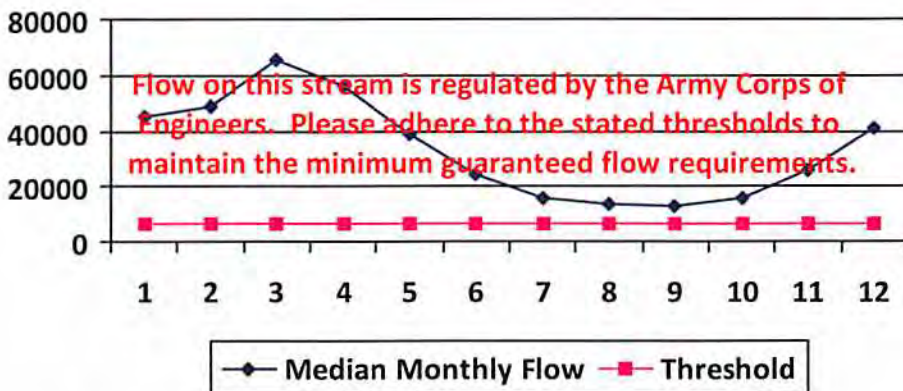 80000
60000
40000
20000
0
Flow on this stream is regulated by the Army Corps of
Engineers. Please adhere to the stated thresholds to
maintain the minimum guaranteed flow requirements.
1 2 3 4 5 6 7 8 9 10 11 12
Median Monthly Flow Threshold